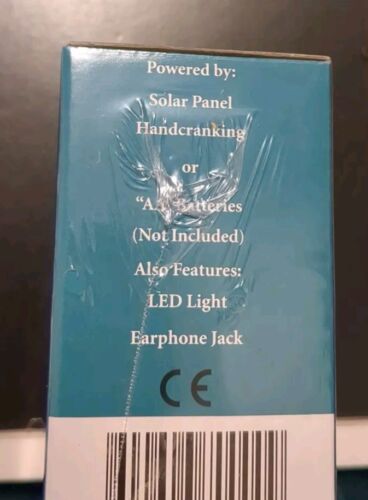 Powered by:
Solar Panel
Handcranking
or
Batteries
(Not Included)
Also Features:
LED Light
Earphone Jack
CE